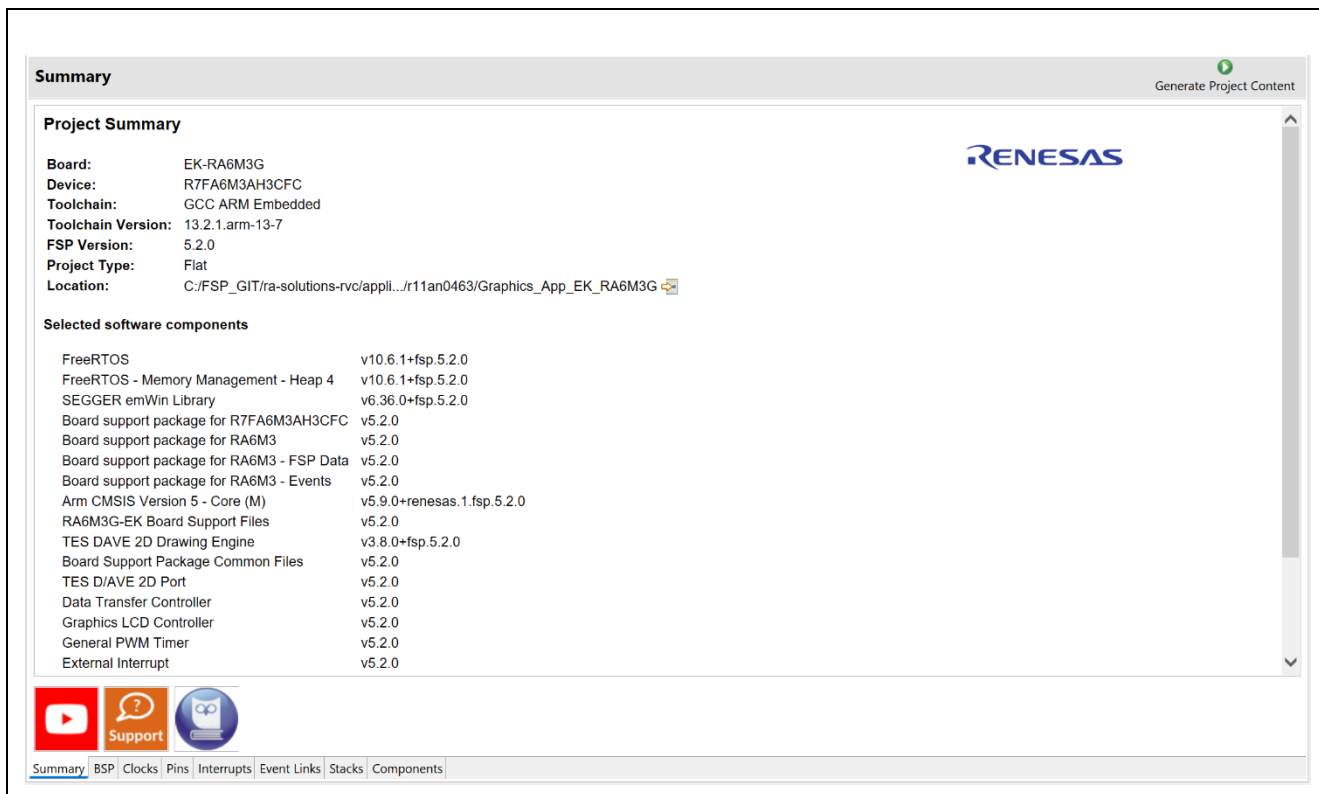 Summary
Generate Project Content
Project Summary
RENESAS
Board: EK-RA6M3G
Device: R7FA6M3AH3CFC
Toolchain: GCC ARM Embedded
Toolchain Version: 13.2.1.arm-13-7
FSP Version: 5.2.0
Project Type: Flat
Location: C:/FSP_GIT/ra-solutions-rvc/appli.../r11an0463/Graphics_App_EK_RA6M3G
Selected software components
FreeRTOS v10.6.1+fsp.5.2.0
FreeRTOS - Memory Management - Heap 4 v10.6.1+fsp.5.2.0
SEGGER emWin Library v6.36.0+fsp.5.2.0
Board support package for R7FA6M3AH3CFC v5.2.0
Board support package for RA6M3 v5.2.0
Board support package for RA6M3 - FSP Data v5.2.0
Board support package for RA6M3 - Events v5.2.0
Arm CMSIS Version 5 - Core (M) v5.9.0+renesas.1.fsp.5.2.0
RA6M3G-EK Board Support Files v5.2.0
TES DAVE 2D Drawing Engine v3.8.0+fsp.5.2.0
Board Support Package Common Files v5.2.0
TES D/AVE 2D Port v5.2.0
Data Transfer Controller v5.2.0
Graphics LCD Controller v5.2.0
General PWM Timer v5.2.0
External Interrupt v5.2.0
?
Support
Summary BSP Clocks Pins Interrupts Event Links Stacks Components